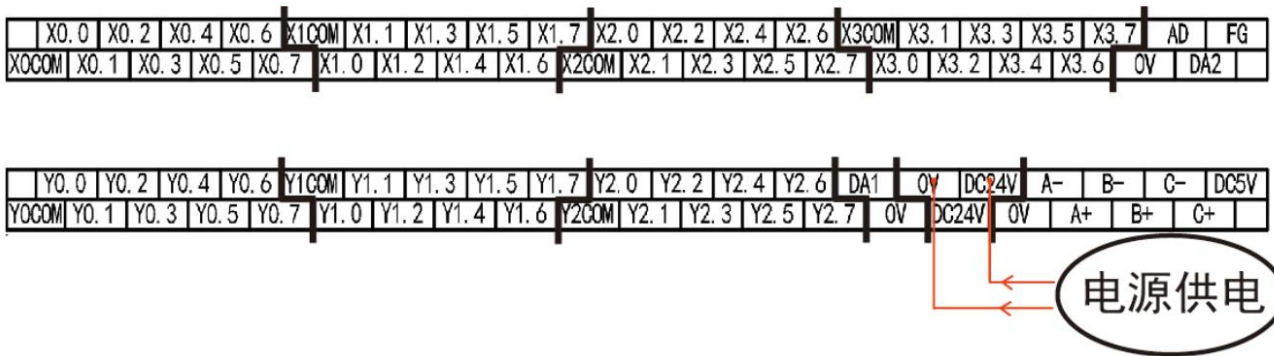 X0.0 X0.2 X0.4 X0.6 X1COM X1.1 X1.3 X1.5 X1.7 X2.0 X2.2 X2.4 X2.6 X3COM X3.1 X3.3 X3.5 X3.7 AD FG
X0COM X0.1 X0.3 X0.5 X0.7 X1.0 X1.2 X1.4 X1.6 X2COM X2.1 X2.3 X2.5 X2.7 X3.0 X3.2 X3.4 X3.6 0V DA2
Y0.0 Y0.2 Y0.4 Y0.6 Y1COM Y1.1 Y1.3 Y1.5 Y1.7 Y2.0 Y2.2 Y2.4 Y2.6 DA1 0V DC24V A- B- C- DC5V
Y0COM Y0.1 Y0.3 Y0.5 Y0.7 Y1.0 Y1.2 Y1.4 Y1.6 Y2COM Y2.1 Y2.3 Y2.5 Y2.7 0V DC24V 0V A+ B+ C+
电源供电